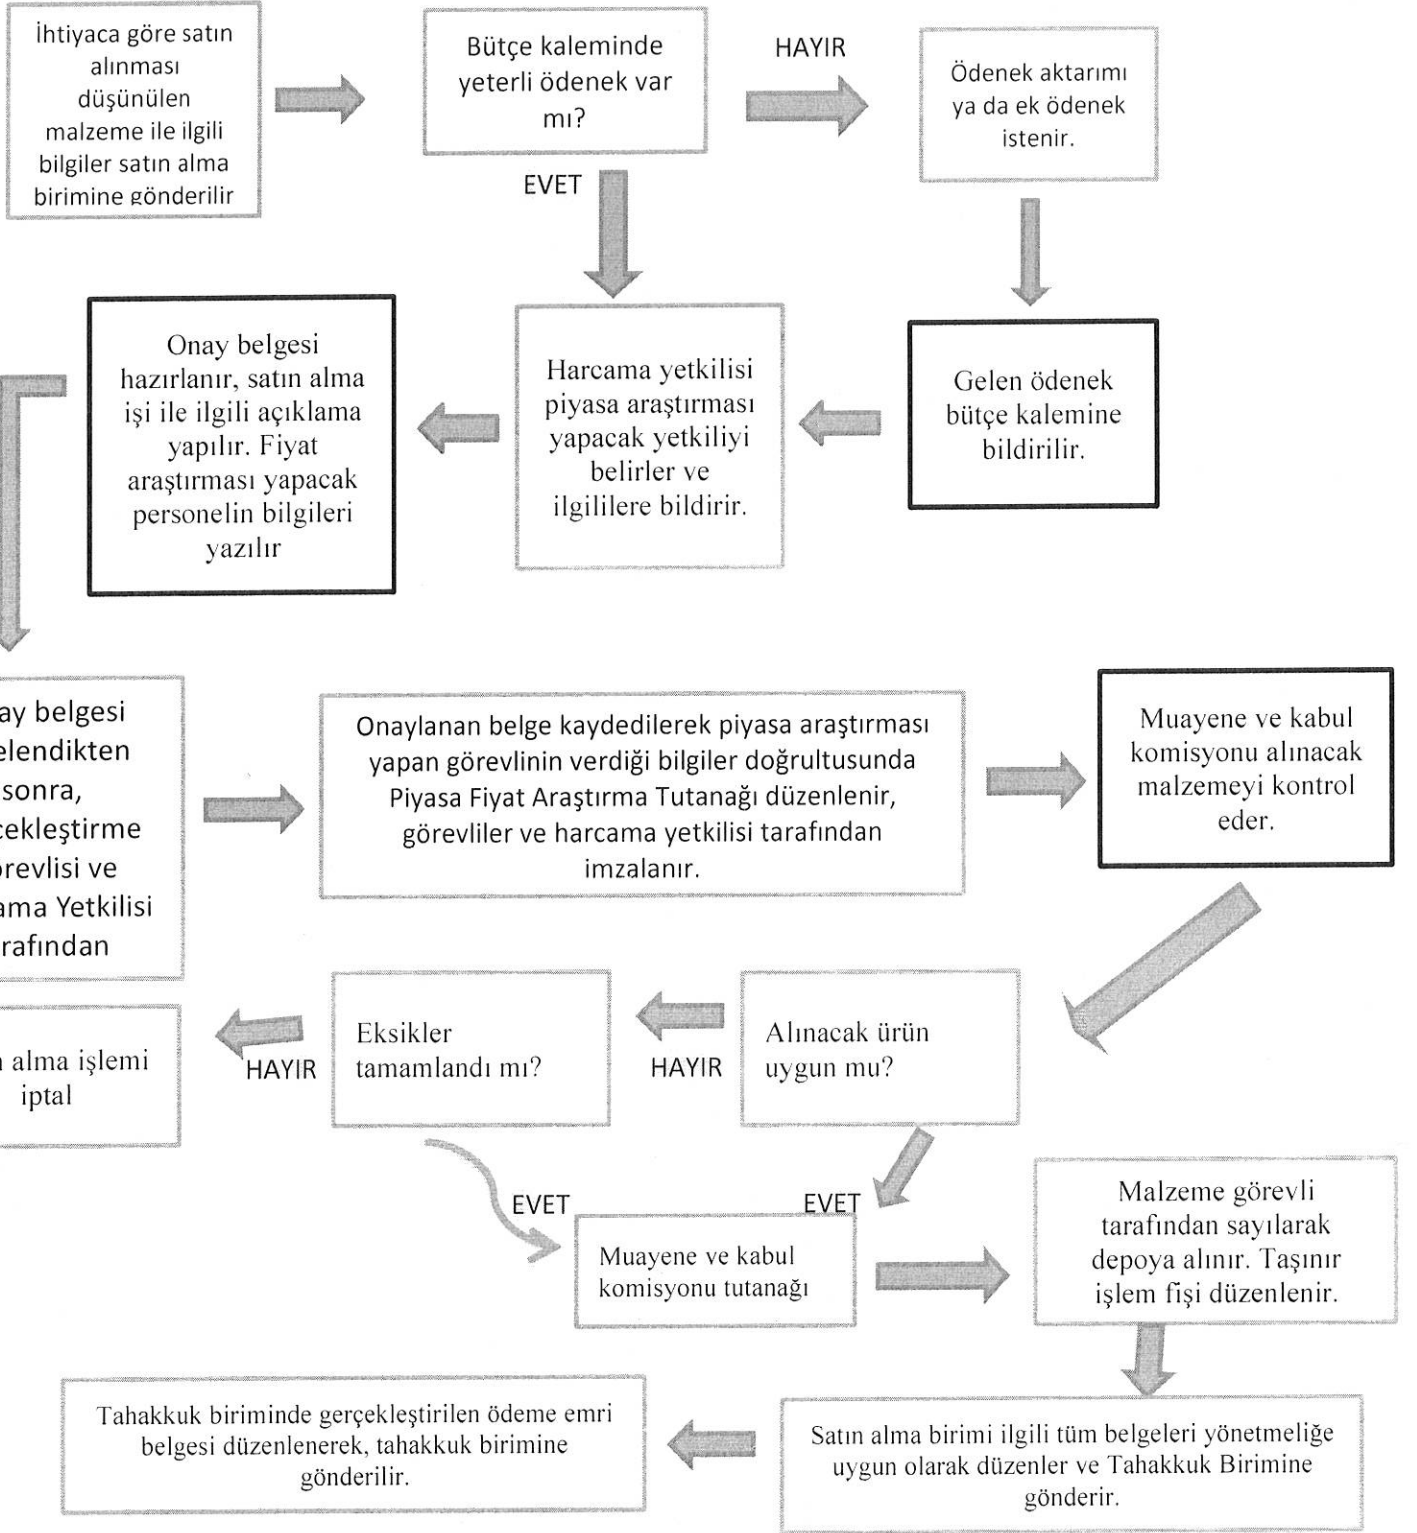 İhtiyaca göre satın
alınması
düşünülen
malzeme ile ilgili
bilgiler satın alma
birimine gönderilir
Bütçe kaleminde
yeterli ödenek var
mı?
HAYIR
Ödenek aktarımı
ya da ek ödenek
istenir.
EVET
Onay belgesi
hazırlanır, satın alma
işi ile ilgili açıklama
yapılır. Fiyat
araştırması yapacak
personelin bilgileri
yazılır
Harcama yetkilisi
piyasa araştırması
yapacak yetkiliyi
belirler ve
ilgililere bildirir.
Gelen ödenek
bütçe kalemine
bildirilir.
ay belgesi
elendikten
sonra,
çekleştirme
revlisi ve
ama Yetkilisi
rafından
Onaylanan belge kaydedilerek piyasa araştırması
yapan görevlinin verdiği bilgiler doğrultusunda
Piyasa Fiyat Araştırma Tutanağı düzenlenir,
görevliler ve harcama yetkilisi tarafından
imzalanır.
Muayene ve kabul
komisyonu alınacak
malzemeyi kontrol
eder.
alma işlemi
iptal
HAYIR
Eksikler
tamamlandı mı?
HAYIR
Alınacak ürün
uygun mu?
EVET
EVET
Muayene ve kabul
komisyonu tutanağı
Malzeme görevli
tarafından sayılarak
depoya alınır. Taşınır
işlem fişi düzenlenir.
Tahakkuk biriminde gerçekleştirilen ödeme emri
belgesi düzenlenerek, tahakkuk birimine
gönderilir.
Satın alma birimi ilgili tüm belgeleri yönetmeliğe
uygun olarak düzenler ve Tahakkuk Birimine
gönderir.